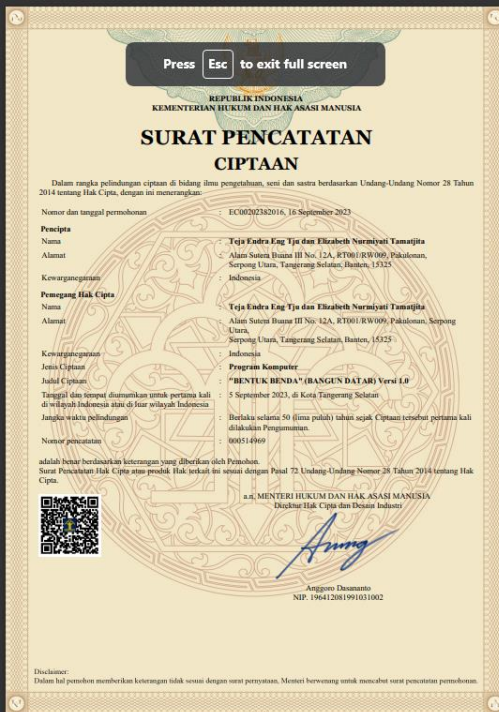 Press Esc to exit full screen
REPUBLIK INDONESIA
KEMENTERIAN HUKUM DAN HAK ASASI MANUSIA
SURAT PENCATATAN
CIPTAAN
Dalam rangka pelindungan ciptaan di bidang ilmu pengetahuan, seni dan sastra berdasarkan Undang-Undang Nomor 28 Tahun
2014 tentang Hak Cipta, dengan ini menerangkan:
Nomor dan tanggal permohonan : EC00202382016, 16 September 2023
Pencipta
Nama : Teja Endra Eng Tju dan Elizabeth Nurmiyati Tamatjita
Alamat : Alam Sutera Buana III No. 12A, RT001/RW009, Pakulonan,
Serpong Utara, Tangerang Selatan, Banten, 15325
Kewarganegaraan : Indonesia
Pemegang Hak Cipta
Nama : Teja Endra Eng Tju dan Elizabeth Nurmiyati Tamatjita
Alamat : Alam Sutera Buana III No. 12A, RT001/RW009, Pakulonan, Serpong
Utara,
Serpong Utara, Tangerang Selatan, Banten, 15325
Kewarganegaraan : Indonesia
Jenis Ciptaan : Program Komputer
Judul Ciptaan : "BENTUK BENDA" (BANGUN DATAR) Versi 1.0
Tanggal dan tempat diumumkan untuk pertama kali : 5 September 2023, di Kota Tangerang Selatan
di wilayah Indonesia atau di luar wilayah Indonesia
Jangka waktu pelindungan : Berlaku selama 50 (lima puluh) tahun sejak Ciptaan tersebut pertama kali
dilakukan Pengumuman.
Nomor pencatatan : 000514969
adalah benar berdasarkan keterangan yang diberikan oleh Pemohon.
Surat Pencatatan Hak Cipta atau produk Hak terkait ini sesuai dengan Pasal 72 Undang-Undang Nomor 28 Tahun 2014 tentang Hak
Cipta.
a.n. MENTERI HUKUM DAN HAK ASASI MANUSIA
Direktur Hak Cipta dan Desain Industri
Anggoro Dasananto
NIP. 196412081991031002
Disclaimer:
Dalam hal pemohon memberikan keterangan tidak sesuai dengan surat pernyataan, Menteri berwenang untuk mencabut surat pencatatan permohonan.